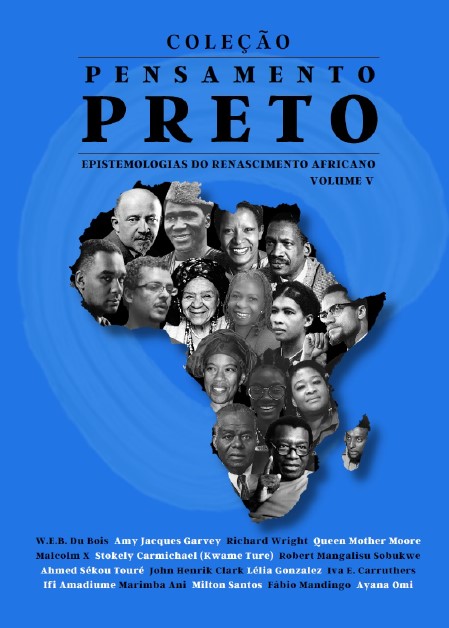 COLEÇÃO
PENSAMENTO
PRETO
EPISTEMOLOGIAS DO RENASCIMENTO AFRICANO
VOLUME V
W.E.B. Du Bois Amy Jacques Garvey Richard Wright Queen Mother Moore
Malcolm X Stokely Carmichael (Kwame Ture) Robert Mangalisu Sobukwe
Ahmed Sékou Touré John Henrik Clark Lélia Gonzalez Iva E. Carruthers
Ifi Amadiume Marimba Ani Milton Santos Fábio Mandingo Ayana Omi